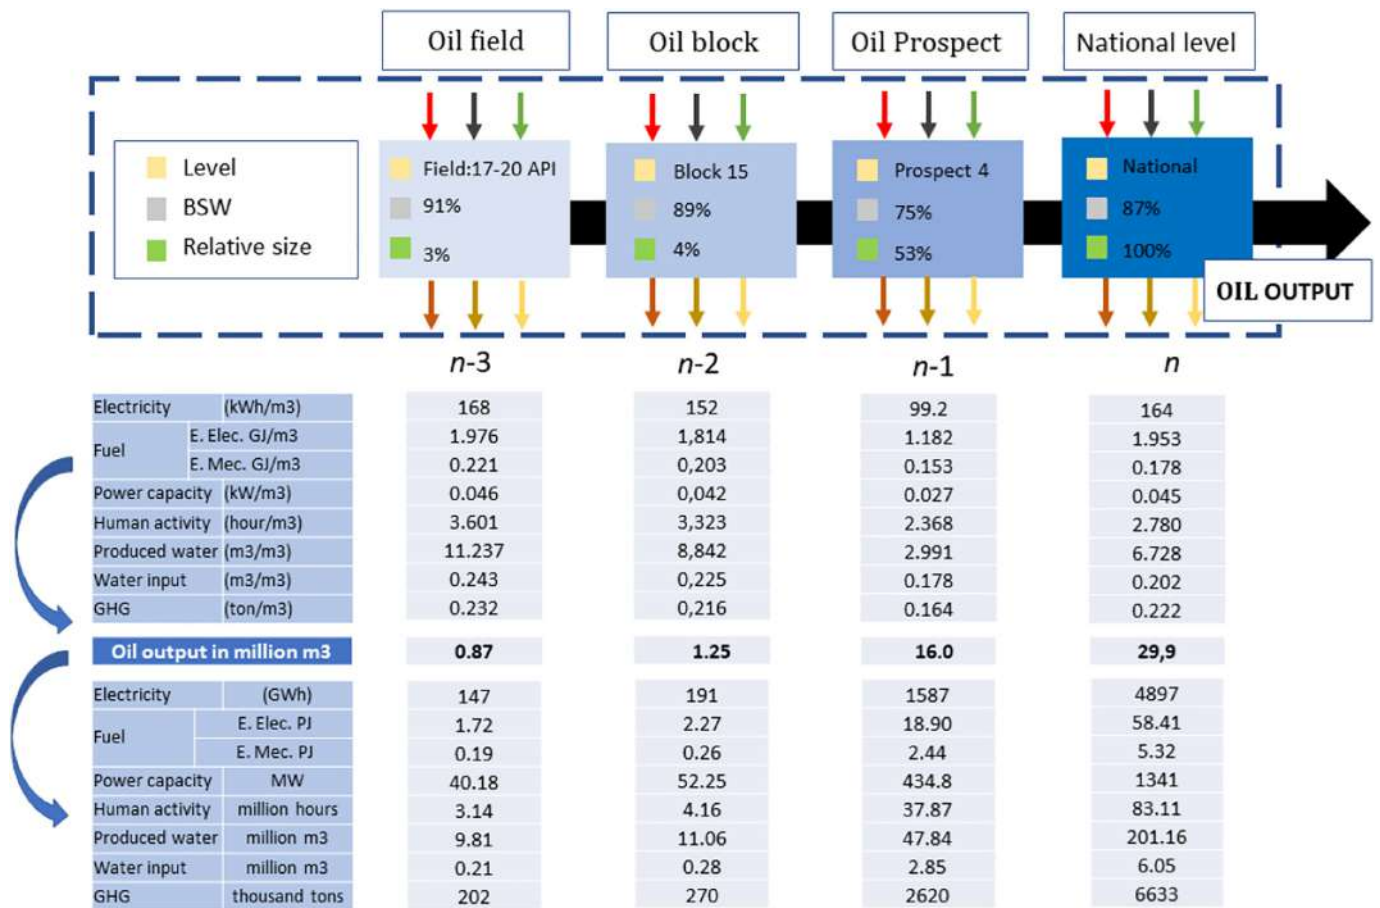 Oil field
Oil block
Oil Prospect
National level
Level
BSW
Relative size
Field:17-20 API
91%
3%
Block 15
89%
4%
Prospect 4
75%
53%
National
87%
100%
OIL OUTPUT
n-3 n-2 n-1 n
Electricity (kWh/m3) 168 152 99.2 164
Fuel E. Elec. GJ/m3 1.976 1,814 1.182 1.953
E. Mec. GJ/m3 0.221 0,203 0.153 0.178
Power capacity (kW/m3) 0.046 0,042 0.027 0.045
Human activity (hour/m3) 3.601 3,323 2.368 2.780
Produced water (m3/m3) 11.237 8,842 2.991 6.728
Water input (m3/m3) 0.243 0,225 0.178 0.202
GHG (ton/m3) 0.232 0,216 0.164 0.222
Oil output in million m3 0.87 1.25 16.0 29,9
Electricity (GWh) 147 191 1587 4897
Fuel E. Elec. PJ 1.72 2.27 18.90 58.41
E. Mec. PJ 0.19 0.26 2.44 5.32
Power capacity MW 40.18 52.25 434.8 1341
Human activity million hours 3.14 4.16 37.87 83.11
Produced water million m3 9.81 11.06 47.84 201.16
Water input million m3 0.21 0.28 2.85 6.05
GHG thousand tons 202 270 2620 6633